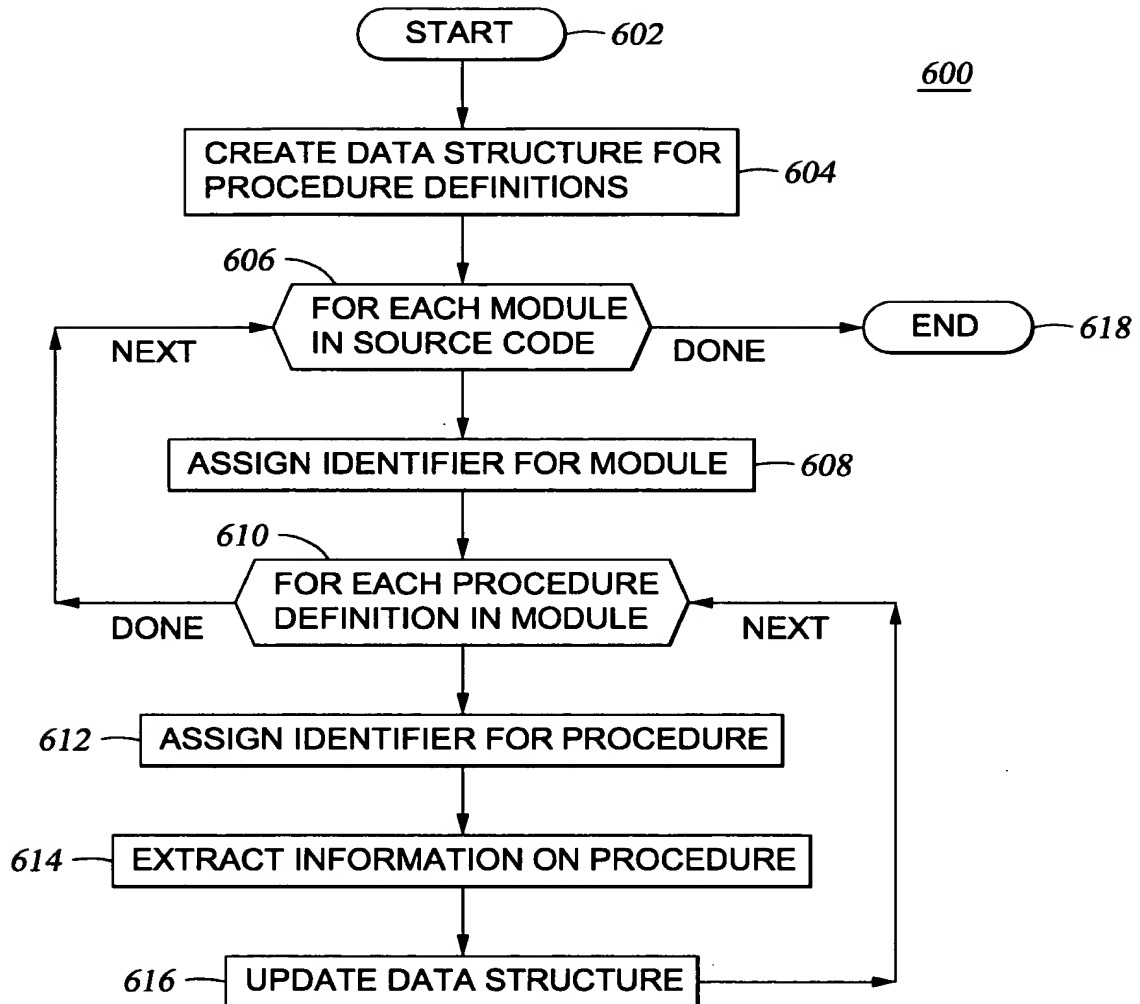 START
602
600
CREATE DATA STRUCTURE FOR
PROCEDURE DEFINITIONS
604
606
FOR EACH MODULE
IN SOURCE CODE
NEXT
DONE
END
618
ASSIGN IDENTIFIER FOR MODULE
608
610
FOR EACH PROCEDURE
DEFINITION IN MODULE
DONE
NEXT
612
ASSIGN IDENTIFIER FOR PROCEDURE
614
EXTRACT INFORMATION ON PROCEDURE
616
UPDATE DATA STRUCTURE